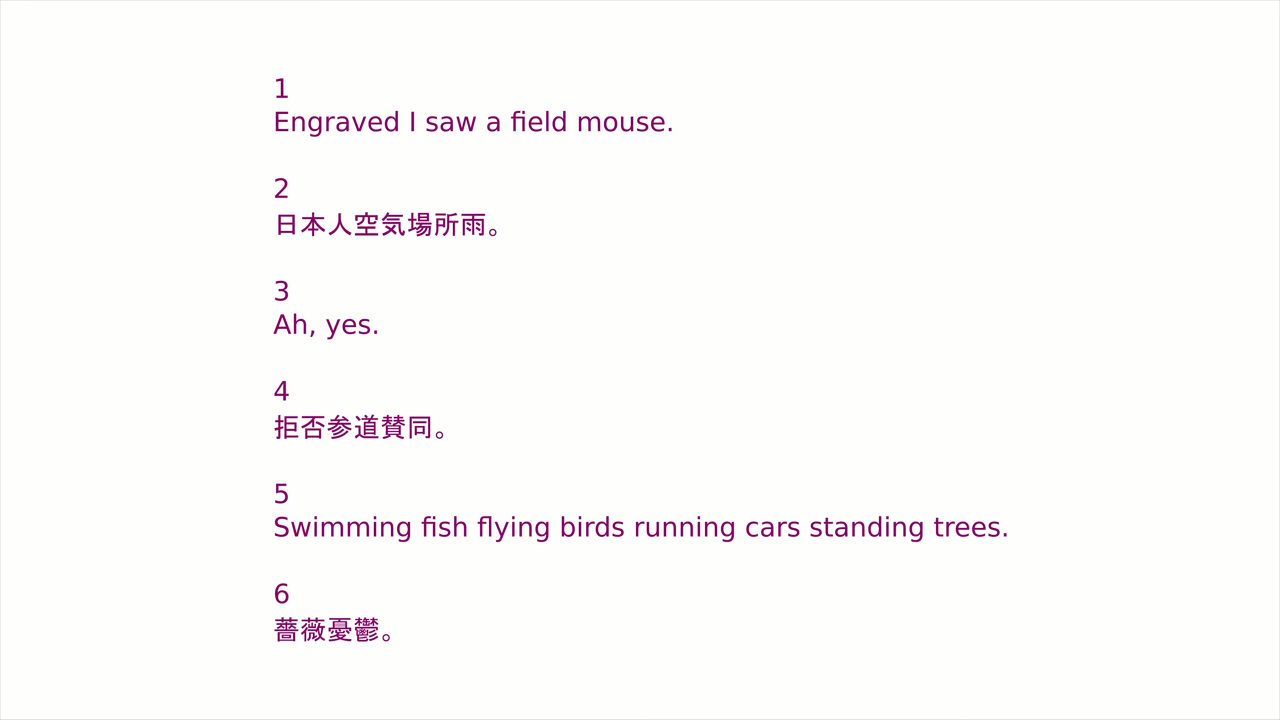 1
Engraved I saw a field mouse.
2
日本人空気場所雨。
3
Ah, yes.
4
拒否参道賛同。
5
Swimming fish flying birds running cars standing trees.
6
薔薇憂鬱。